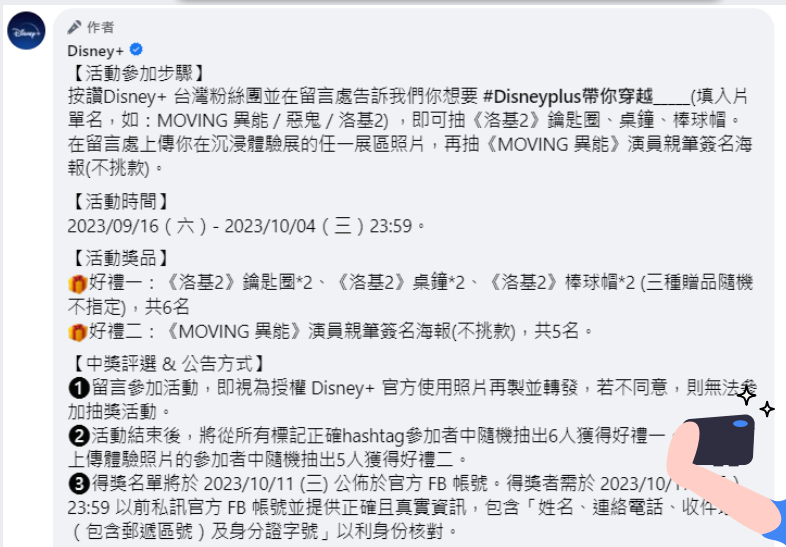 Disney+
作者
Disney+
【活動參加步驟】
按讚Disney+ 台灣粉絲團並在留言處告訴我們你想要 #Disneyplus帶你穿越_____(填入片
單名，如：MOVING 異能 / 惡鬼 / 洛基2) ，即可抽《洛基2》鑰匙圈、桌鐘、棒球帽。
在留言處上傳你在沉浸體驗展的任一展區照片，再抽《MOVING 異能》演員親筆簽名海
報(不挑款)。
【活動時間】
2023/09/16 ( 六 ) - 2023/10/04 ( 三 ) 23:59。
【活動獎品】
🎁好禮一：《洛基2》鑰匙圈*2、《洛基2》桌鐘*2、《洛基2》棒球帽*2 (三種贈品隨機
不指定)，共6名
🎁好禮二：《MOVING 異能》演員親筆簽名海報(不挑款)，共5名。
【中獎評選 & 公告方式】
❶留言參加活動，即視為授權 Disney+ 官方使用照片再製並轉發，若不同意，則無法參
加抽獎活動。
❷活動結束後，將從所有標記正確hashtag參加者中隨機抽出6人獲得好禮一
上傳體驗照片的參加者中隨機抽出5人獲得好禮二。
❸得獎名單將於 2023/10/11 (三) 公佈於官方 FB 帳號。得獎者需於 2023/10/
23:59 以前私訊官方 FB 帳號並提供正確且真實資訊，包含「姓名、連絡電話、收件
( 包含郵遞區號 ) 及身分證字號」以利身份核對。